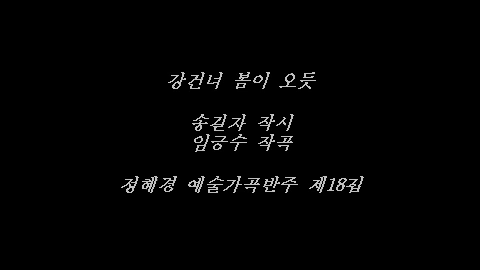 강건너 봄이 오듯
송길자 작시
임긍수 작곡
정혜경 예술가곡반주 제18집